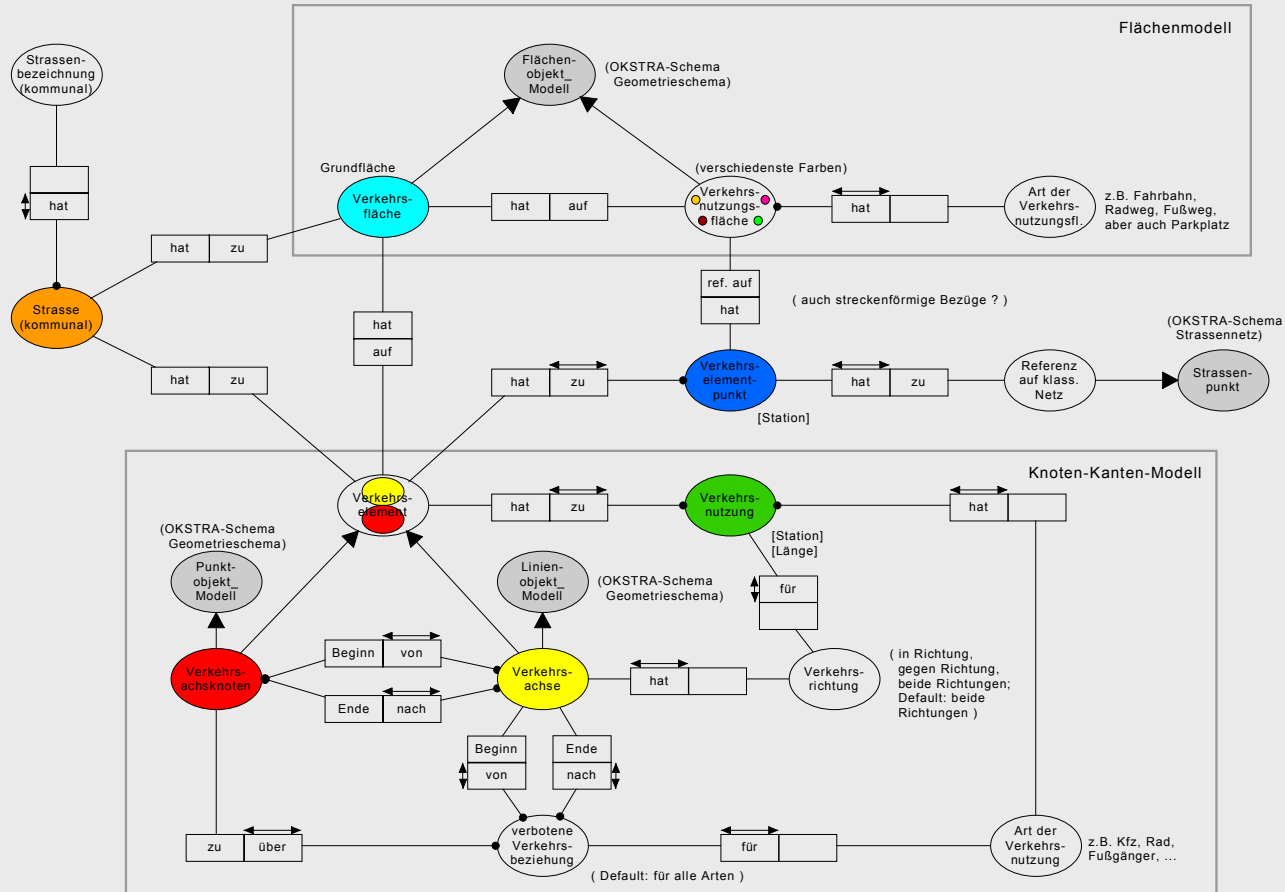 Flächenmodell
Strassen-
bezeichnung
(kommunal)
Flächen-
objekt_
Modell
(OKSTRA-Schema
Geometrieschema)
hat
Grundfläche
Verkehrs-
fläche
hat
auf
(verschiedenste Farben)
Verkehrs-
nutzungs-
fläche
hat
Art der
Verkehrs-
nutzungsfl.
z.B. Fahrbahn,
Radweg, Fußweg,
aber auch Parkplatz
hat
zu
Strasse
(kommunal)
hat
auf
ref. auf
hat
( auch streckenförmige Bezüge ? )
(OKSTRA-Schema
Strassennetz)
hat
zu
hat
zu
Verkehrs-
element-
punkt
[Station]
hat
zu
Referenz
auf klass.
Netz
Strassen-
punkt
Knoten-Kanten-Modell
Verkehrs-
element
hat
zu
Verkehrs-
nutzung
hat
[Station]
[Länge]
(OKSTRA-Schema
Geometrieschema)
Punkt-
objekt_
Modell
Linien-
objekt_
Modell
(OKSTRA-Schema
Geometrieschema)
für
Verkehrs-
achsknoten
Beginn
von
Ende
nach
Verkehrs-
achse
hat
Verkehrs-
richtung
( in Richtung,
gegen Richtung,
beide Richtungen;
Default: beide
Richtungen )
Beginn
von
Ende
nach
zu
über
verbotene
Verkehrs-
beziehung
( Default: für alle Arten )
für
Art der
Verkehrs-
nutzung
z.B. Kfz, Rad,
Fußgänger, ...